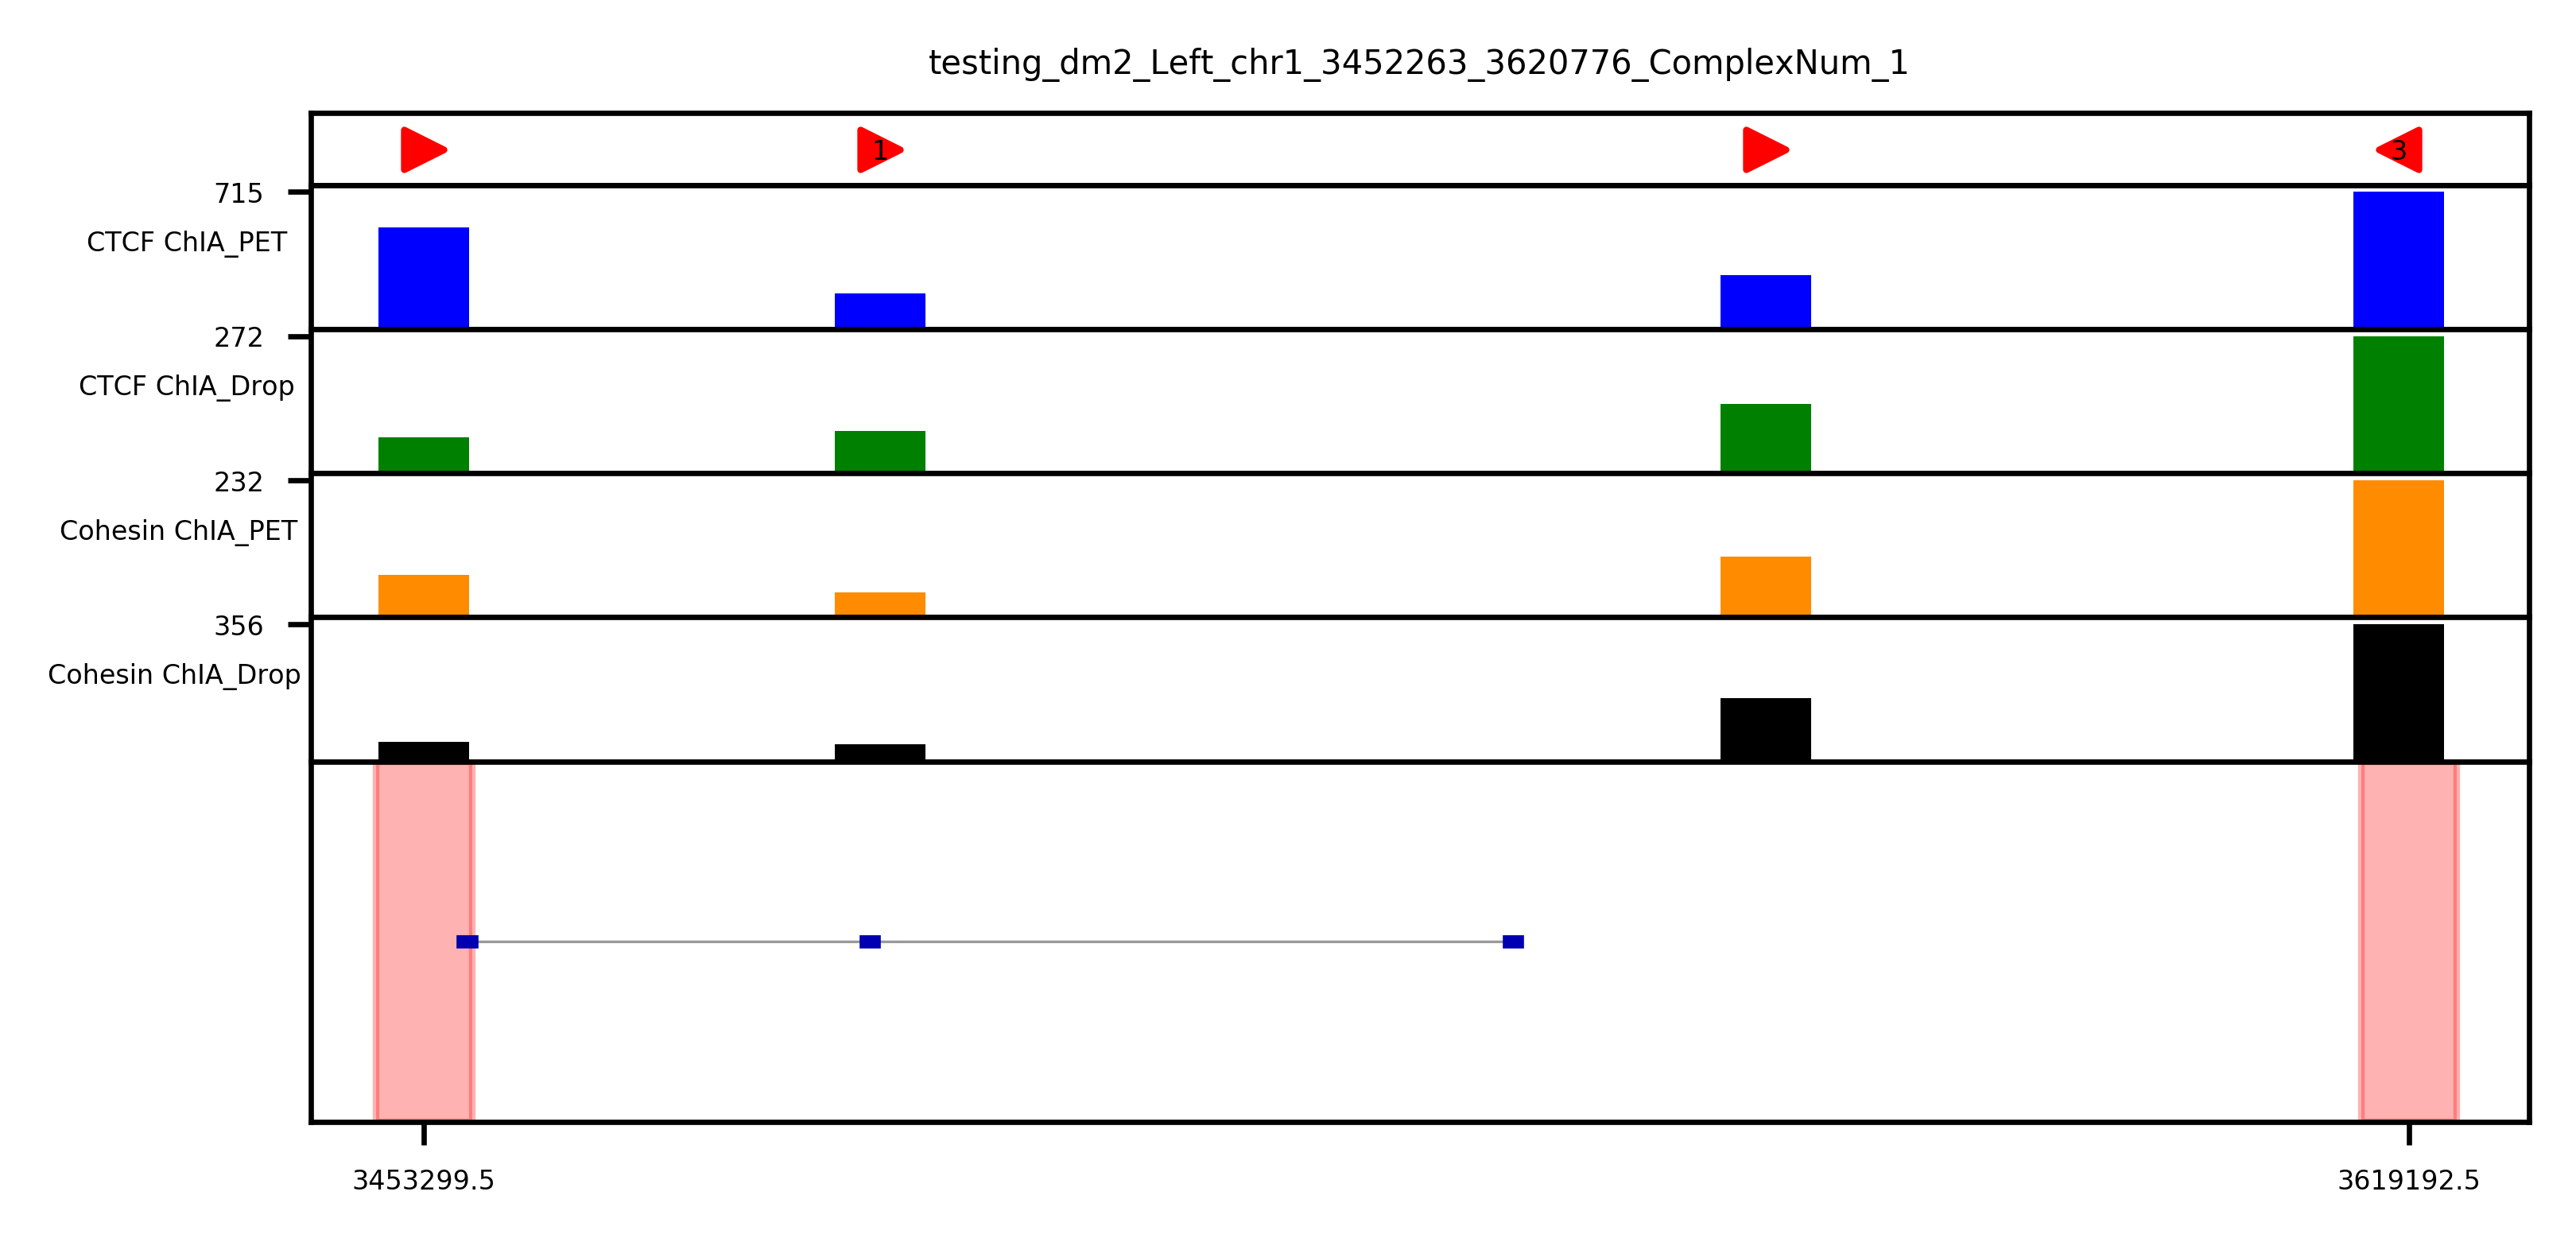 testing_dm2_Left_chr1_3452263_3620776_ComplexNum_1
1 3
715
CTCF ChIA_PET
272
CTCF ChIA_Drop
232
Cohesin ChIA_PET
356
Cohesin ChIA_Drop
3453299.5 3619192.5